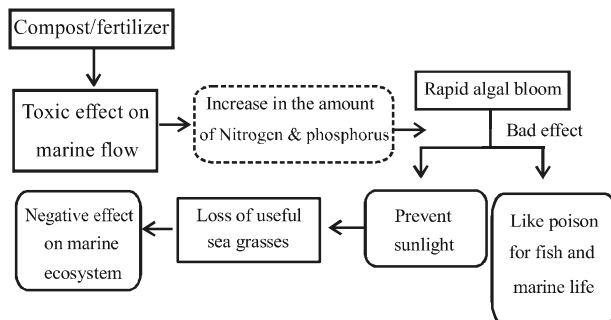 Compost/fertilizer
Toxic effect on
marine flow
Increase in the amount
of Nitrogen & phosphorus
Rapid algal bloom
Bad effect
Prevent
sunlight
Like poison
for fish and
marine life
Loss of useful
sea grasses
Negative effect
on marine
ecosystem